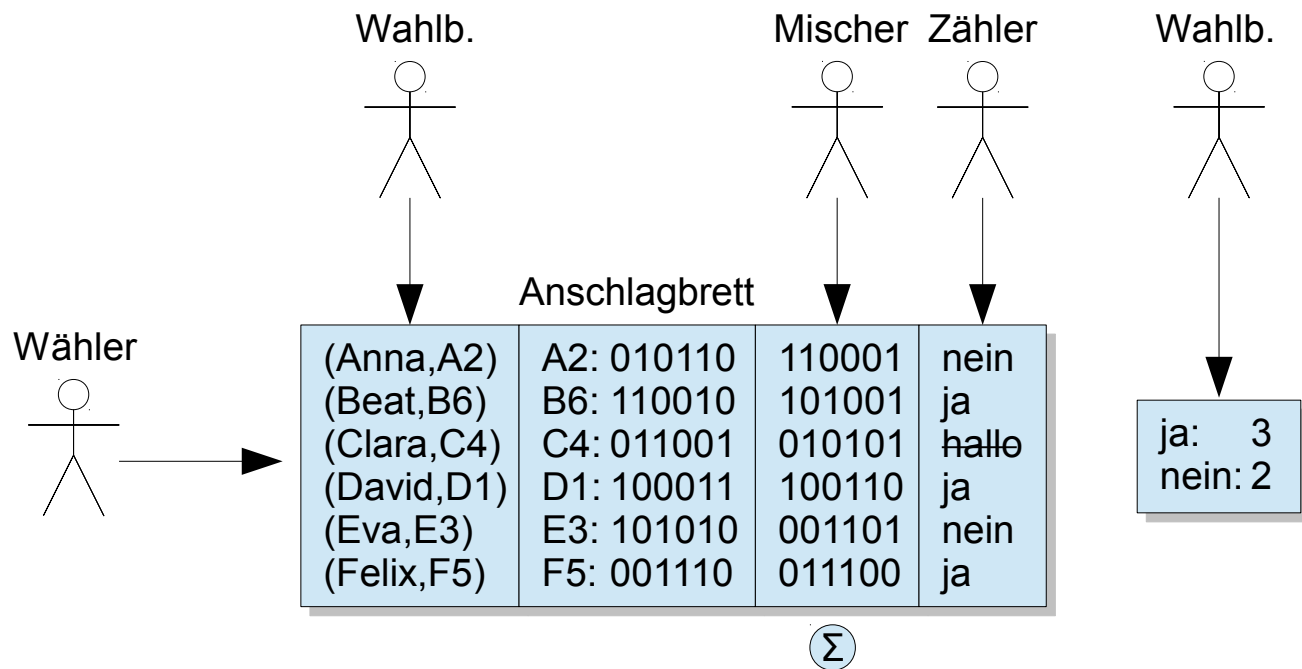 Wahlb. Mischer Zähler Wahlb.
Anschlagbrett
Wähler
(Anna,A2) A2: 010110 110001 nein
(Beat,B6) B6: 110010 101001 ja
(Clara,C4) C4: 011001 010101 hallo
(David,D1) D1: 100011 100110 ja
(Eva,E3) E3: 101010 001101 nein
(Felix,F5) F5: 001110 011100 ja
ja: 3
nein: 2
Σ